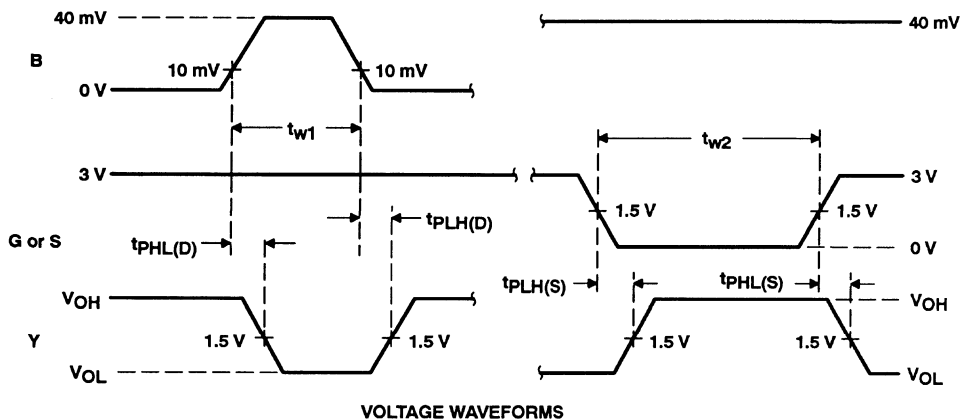 40 mV
40 mV
B
10 mV
10 mV
0 V
tw1
tw2
3 V
3 V
1.5 V
1.5 V
tPLH(D)
G or S
tPHL(D)
0 V
tPLH(S)
tPHL(S)
VOH
VOH
Y
1.5 V
1.5 V
1.5 V
1.5 V
VOL
VOL
VOLTAGE WAVEFORMS